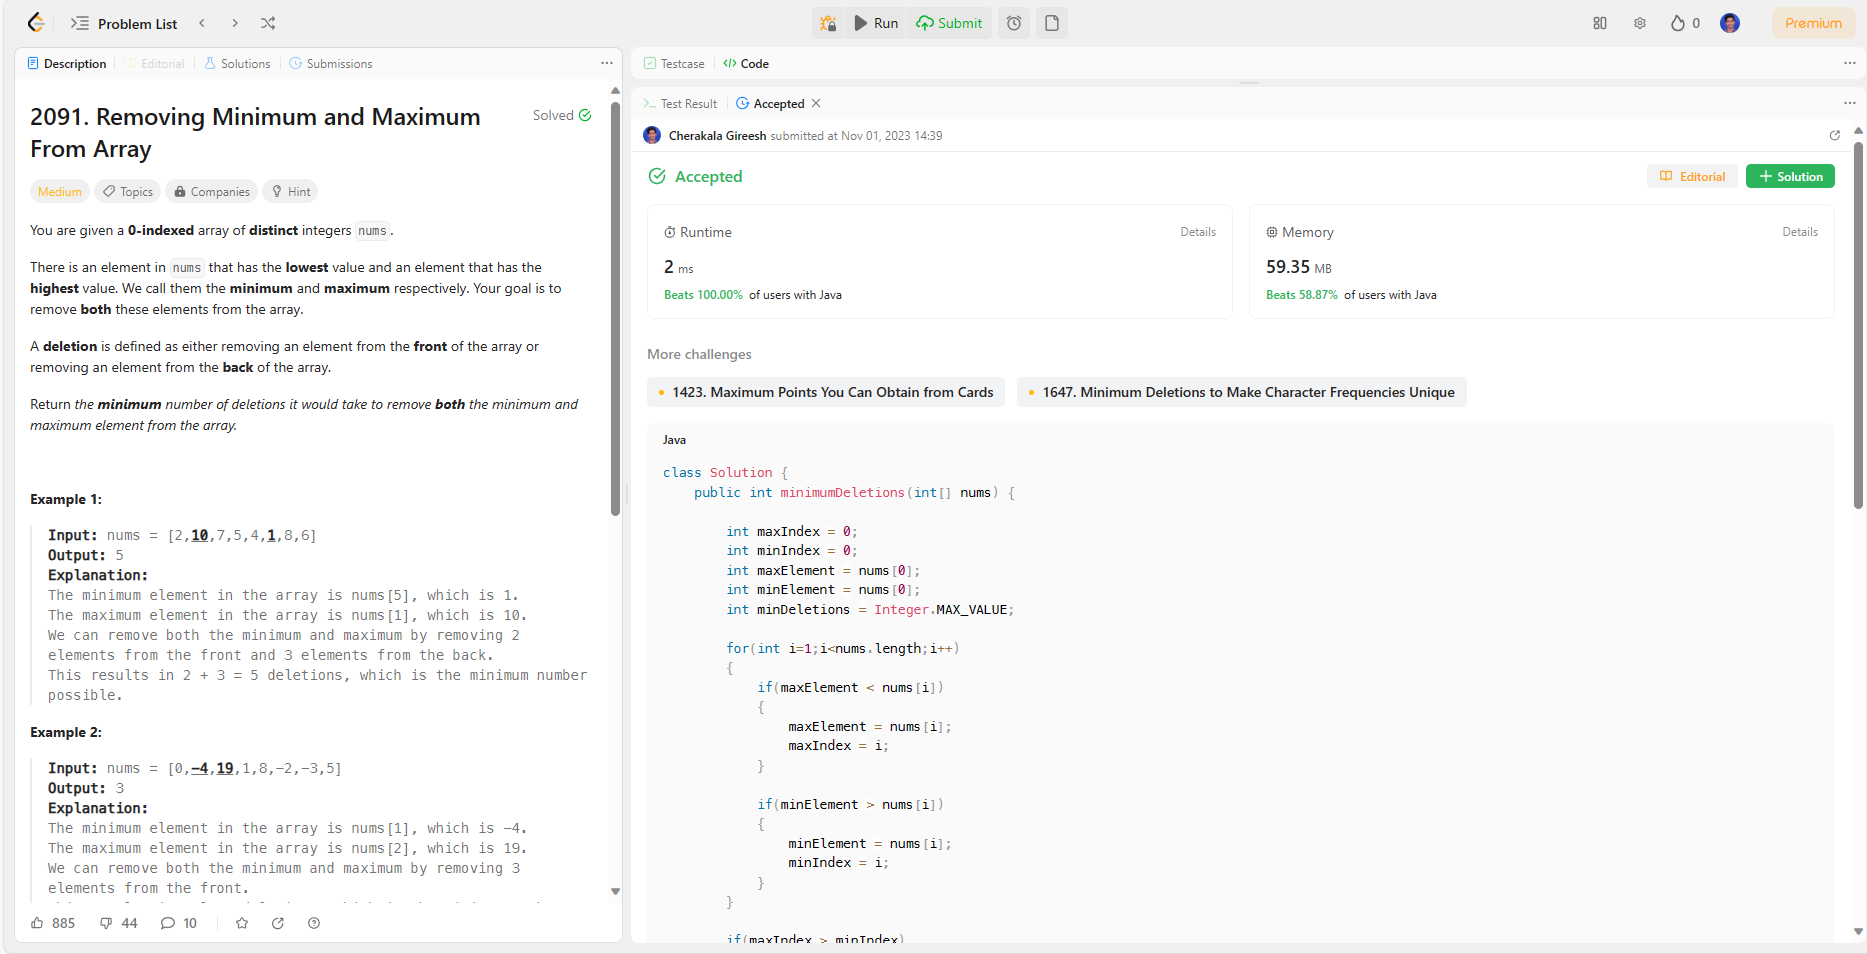 Problem List
Run
Submit
0
Premium
Description
Editorial
Solutions
Submissions
2091. Removing Minimum and Maximum
From Array
Solved
Medium
Topics
Companies
Hint
You are given a 0-indexed array of distinct integers nums.
There is an element in nums that has the lowest value and an element that has the
highest value. We call them the minimum and maximum respectively. Your goal is to
remove both these elements from the array.
A deletion is defined as either removing an element from the front of the array or
removing an element from the back of the array.
Return the minimum number of deletions it would take to remove both the minimum and
maximum element from the array.
Example 1:
Input: nums = [2,10,7,5,4,1,8,6]
Output: 5
Explanation:
The minimum element in the array is nums[5], which is 1.
The maximum element in the array is nums[1], which is 10.
We can remove both the minimum and maximum by removing 2
elements from the front and 3 elements from the back.
This results in 2 + 3 = 5 deletions, which is the minimum number
possible.
Example 2:
Input: nums = [0,-4,19,1,8,-2,-3,5]
Output: 3
Explanation:
The minimum element in the array is nums[1], which is -4.
The maximum element in the array is nums[2], which is 19.
We can remove both the minimum and maximum by removing 3
elements from the front.
885
44
10
Testcase
</> Code
Test Result
Accepted
Cherakala Gireesh submitted at Nov 01, 2023 14:39
Accepted
Editorial
Solution
Runtime
Details
2 ms
Beats 100.00% of users with Java
Memory
Details
59.35 MB
Beats 58.87% of users with Java
More challenges
1423. Maximum Points You Can Obtain from Cards
1647. Minimum Deletions to Make Character Frequencies Unique
Java
class Solution {
public int minimumDeletions(int[] nums) {
int maxIndex = 0;
int minIndex = 0;
int maxElement = nums[0];
int minElement = nums[0];
int minDeletions = Integer.MAX_VALUE;
for(int i=1;i<nums.length;i++)
{
if(maxElement < nums[i])
{
maxElement = nums[i];
maxIndex = i;
}
if(minElement > nums[i])
{
minElement = nums[i];
minIndex = i;
}
}
if(maxIndex > minIndex)